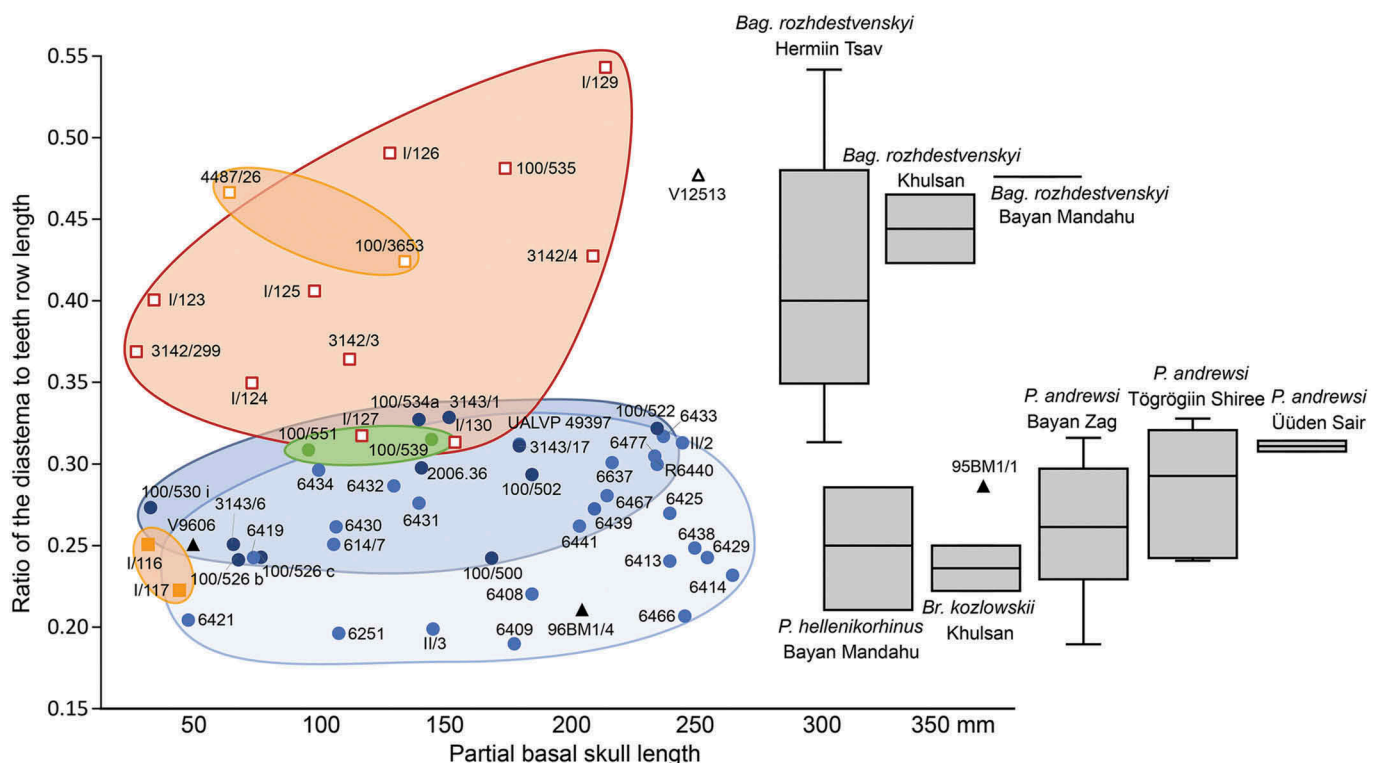 Ratio of the diastema to teeth row length
0.55
0.50
0.45
0.40
0.35
0.30
0.25
0.20
0.15
I/129
I/126
100/535
4487/26
V12513
100/3653
3142/4
I/125
I/123
3142/3
3142/299
I/124
100/534a
3143/1
I/127
I/130
UALVP 49397
100/522
6433
100/551
100/539
3143/17
6477
II/2
2006.36
R6440
6434
6432
100/502
6637
100/530 i
3143/6
6431
6467
6425
V9606
6419
6430
6439
6438
614/7
6441
6429
I/116
100/526 b
100/526 c
100/500
6413
I/117
6408
6414
6421
96BM1/4
6466
6251
II/3
6409
50
100
150
200
250
300
350 mm
Partial basal skull length
Bag. rozhdestvenskyi
Hermiin Tsav
Bag. rozhdestvenskyi
Khulsan
Bag. rozhdestvenskyi
Bayan Mandahu
P. andrewsi
Bayan Zag
P. andrewsi
Tögrögiin Shiree
P. andrewsi
Üüden Sair
95BM1/1
P. hellenikorhinus
Bayan Mandahu
Br. kozlowskii
Khulsan